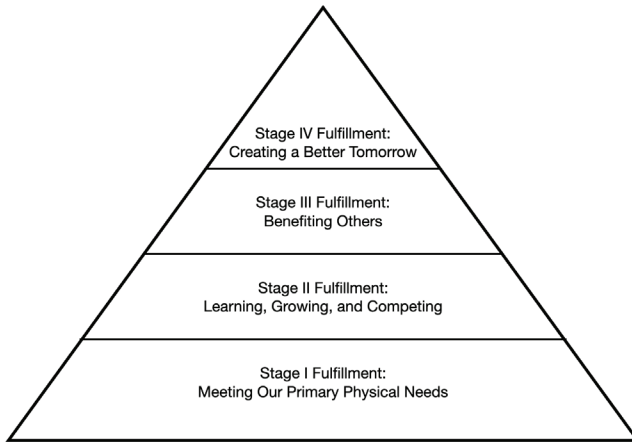 Stage IV Fulfillment:
Creating a Better Tomorrow
Stage III Fulfillment:
Benefiting Others
Stage II Fulfillment:
Learning, Growing, and Competing
Stage I Fulfillment:
Meeting Our Primary Physical Needs